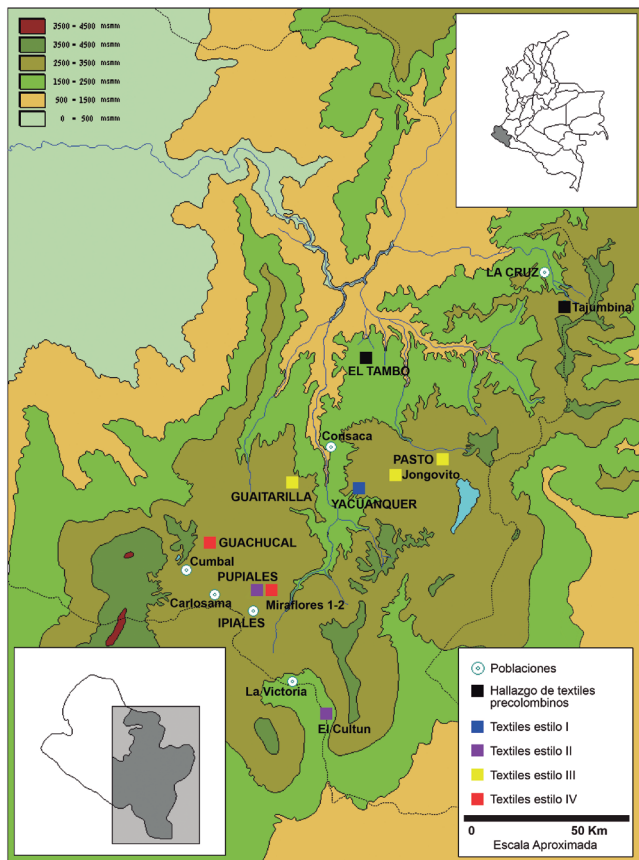 3500 - 4500 msnm
3500 - 4500 msnm
2500 - 3500 msnm
1500 - 2500 msnm
500 - 1500 msnm
0 - 500 msnm
LA CRUZ
Tajumbina
EL TAMBO
Consaca
PASTO
Jongovito
GUAITARILLA
YACUANQUER
GUACHUCAL
Cumbal
PUPIALES
Carlosama
Miraflores 1-2
IPIALES
La Victoria
El Cultun
Poblaciones
Hallazgo de textiles
precolombinos
Textiles estilo I
Textiles estilo II
Textiles estilo III
Textiles estilo IV
0 50 Km
Escala Aproximada